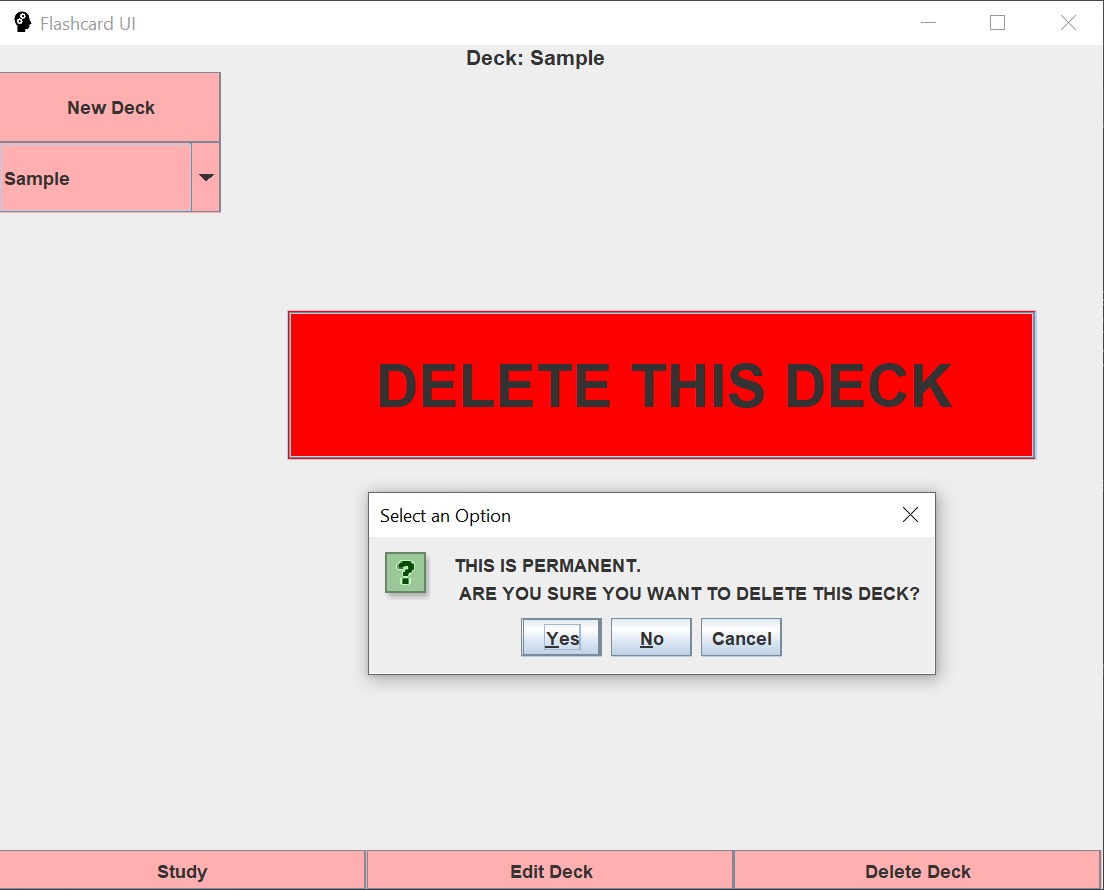 Flashcard UI
Deck: Sample
New Deck
Sample
DELETE THIS DECK
Select an Option
?
THIS IS PERMANENT.
ARE YOU SURE YOU WANT TO DELETE THIS DECK?
Yes No Cancel
Study Edit Deck Delete Deck